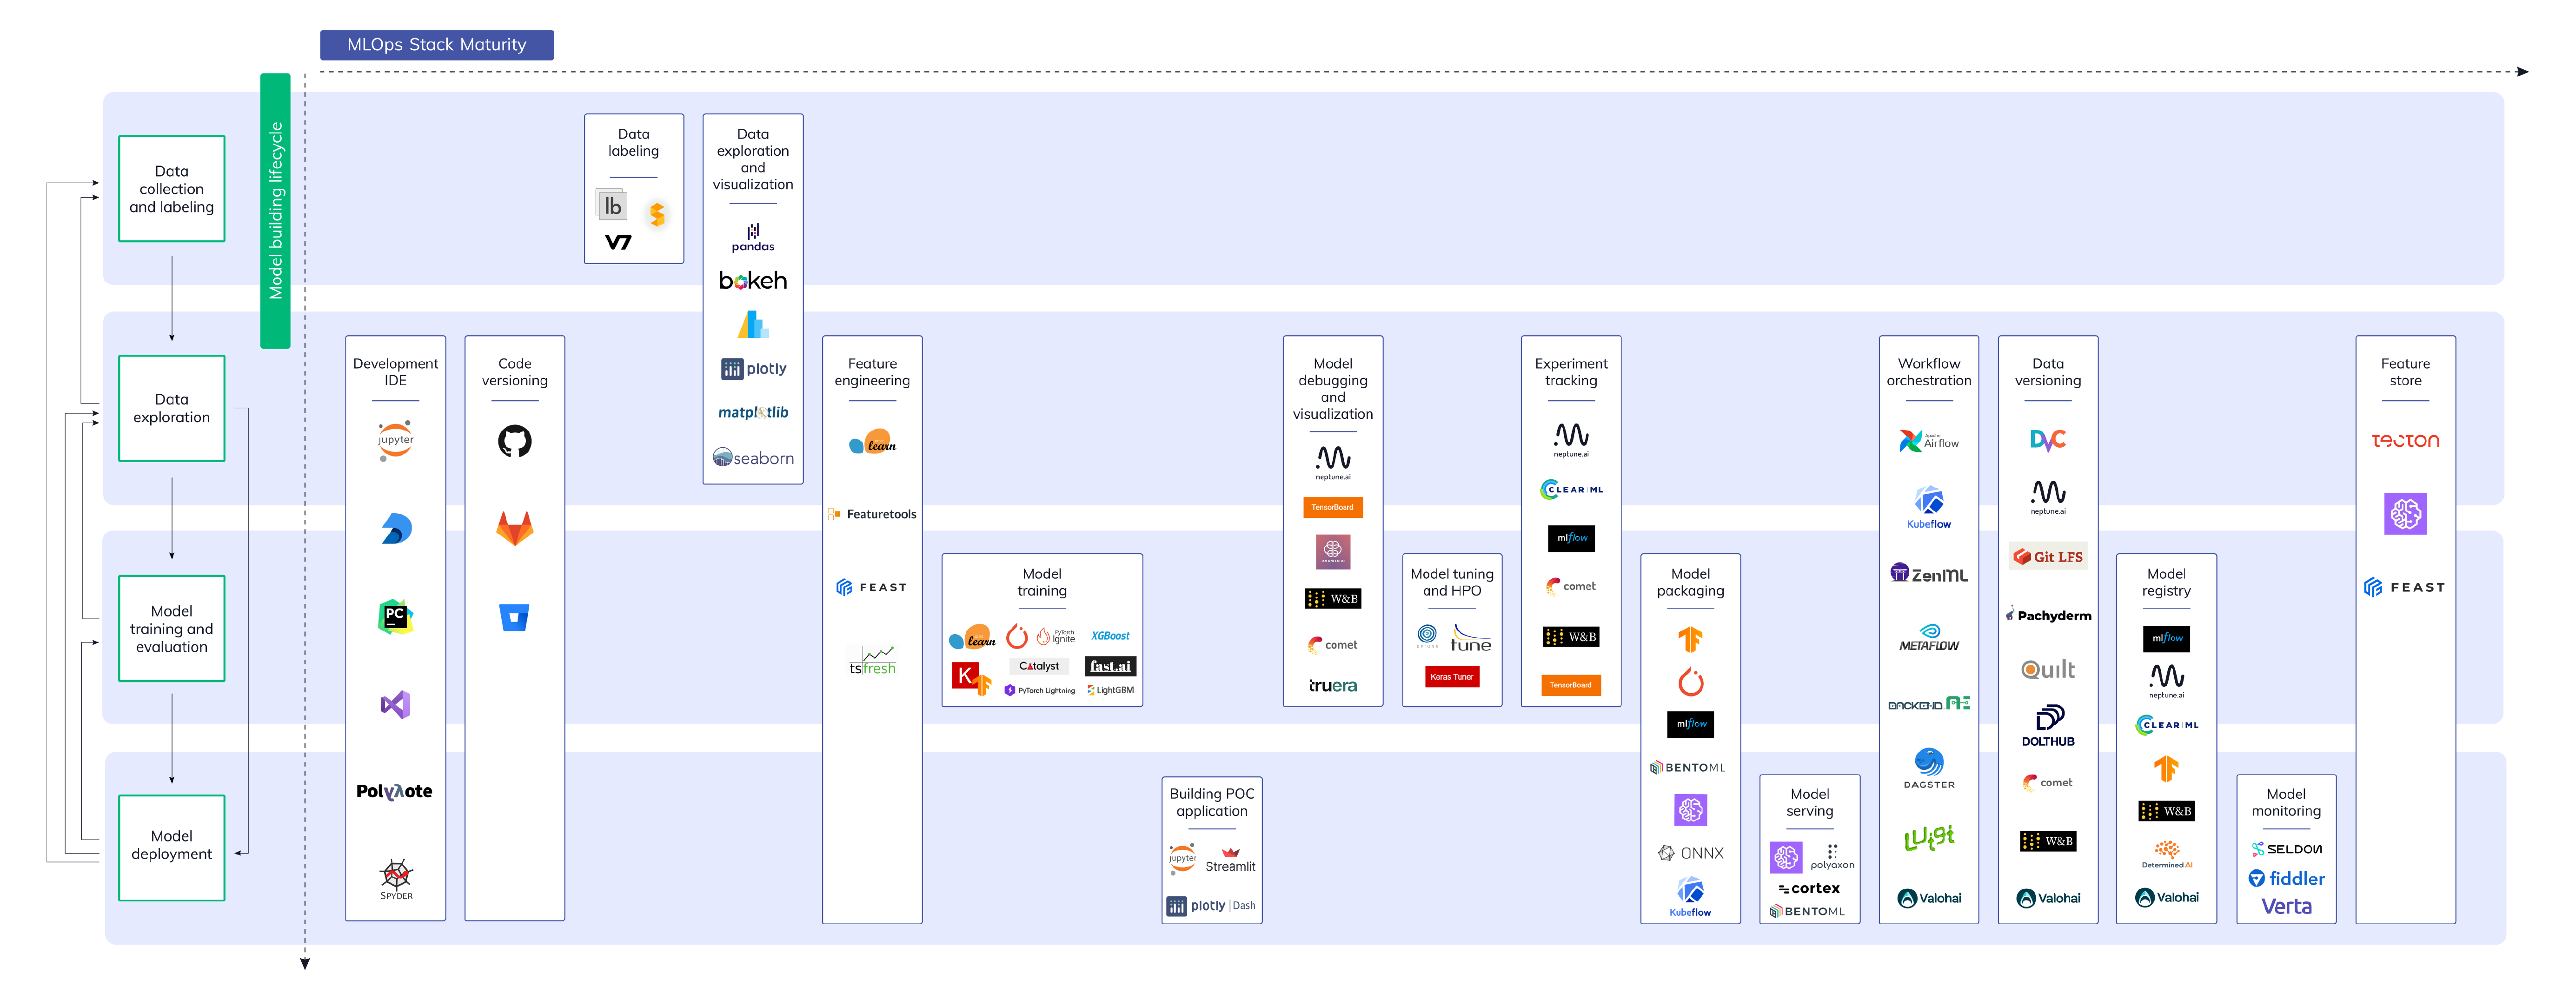 MLOps Stack Maturity
Model building lifecycle
Data
collection
and labeling
Data
exploration
Model
training and
evaluation
Model
deployment
Development
IDE
jupyter
PC
Polyλote
SPYDER
Code
versioning
Data
labeling
lb
V7
Data
exploration
and
visualization
pandas
bokeh
plotly
matplotlib
seaborn
Feature
engineering
learn
Featuretools
FEAST
tsfresh
Model
training
learn
PyTorch
Ignite
XGBoost
K
Catalyst
fast.ai
PyTorch Lightning
LightGBM
Building POC
application
jupyter
Streamlit
plotly | Dash
Model
debugging
and
visualization
neptune.ai
TensorBoard
DARWIN AI
W&B
comet
truera
Model tuning
and HPO
OPTUNA
tune
Keras Tuner
Experiment
tracking
neptune.ai
CLEAR|ML
mlflow
comet
W&B
TensorBoard
Model
packaging
mlflow
BENTOML
ONNX
Kubeflow
Model
serving
polyaxon
cortex
BENTOML
Workflow
orchestration
Apache
Airflow
Kubeflow
ZenML
METAFLOW
BACKEND.AI
DAGSTER
Luigi
Valohai
Data
versioning
DVC
neptune.ai
Git LFS
Pachyderm
Quilt
DOLTHUB
comet
W&B
Valohai
Model
registry
mlflow
neptune.ai
CLEAR|ML
W&B
Determined AI
Valohai
Model
monitoring
SELDON
fiddler
Verta
Feature
store
TECTON
FEAST